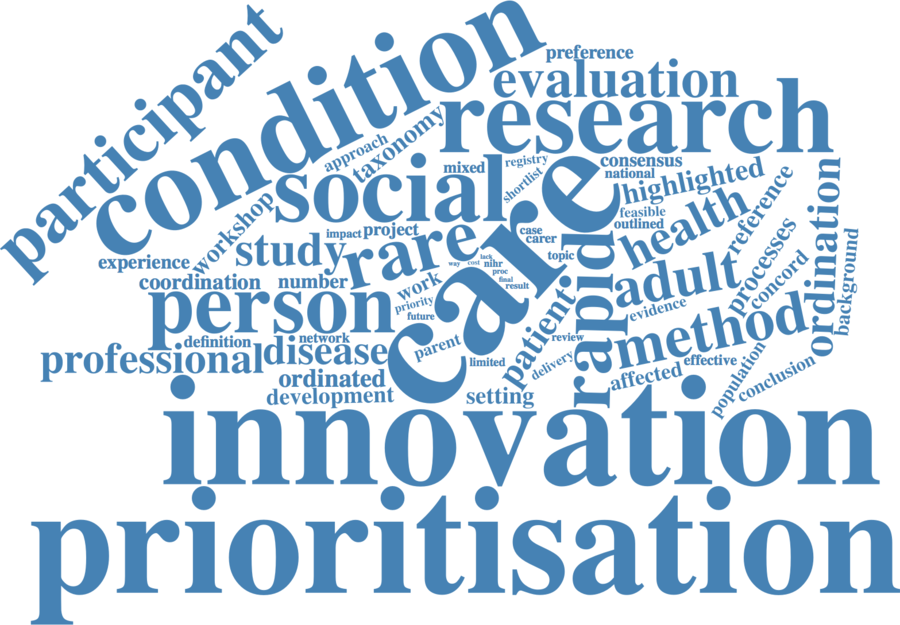 participant
condition
preference
evaluation
research
approach
taxonomy
social
mixed
registry
shortlist
consensus
national
highlighted
care
workshop
experience
study
impact
project
rare
case
carer
feasible
outlined
health
reference
ordination
coordination
number
person
work
priority
future
way
cost
lack
nihr
proc
final
result
topic
rapid
adult
processes
concord
background
evidence
method
professional
definition
network
disease
parent
limited
patient
review
delivery
ordinated
development
setting
affected
effective
population
conclusion
innovation
prioritisation